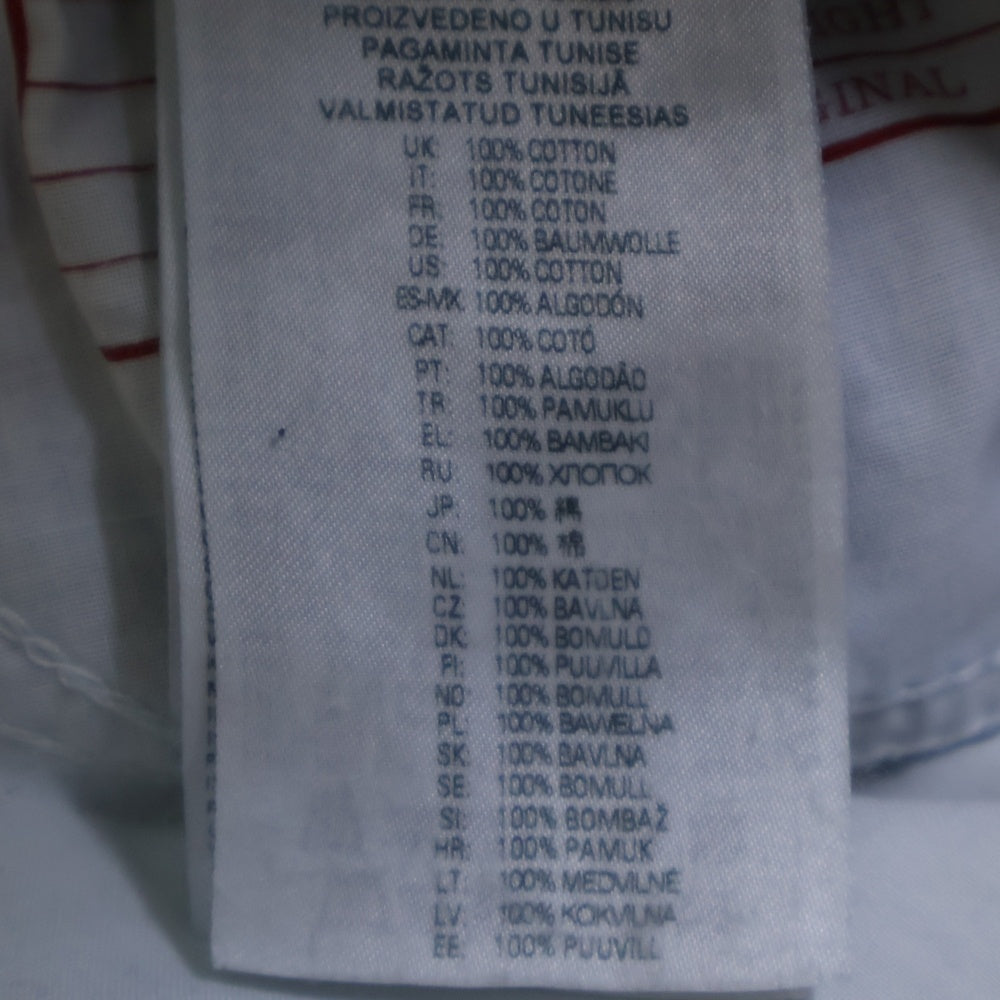 PROIZVEDENO U TUNISU
PAGAMINTA TUNISE
RAŽOTS TUNISIJĀ
VALMISTATUD TUNEESIAS
UK: 100% COTTON
IT: 100% COTONE
FR: 100% COTON
DE: 100% BAUMWOLLE
US: 100% COTTON
ES-MX: 100% ALGODÓN
CAT: 100% COTÓ
PT: 100% ALGODÃO
TR: 100% PAMUKLU
EL: 100% BAMBAKI
RU: 100% ХЛОПОК
JP: 100% 綿
CN: 100% 棉
NL: 100% KATOEN
CZ: 100% BAVLNA
DK: 100% BOMULD
FI: 100% PUUVILLA
NO: 100% BOMULL
PL: 100% BAWEŁNA
SK: 100% BAVLNA
SE: 100% BOMULL
SI: 100% BOMBAŽ
HR: 100% PAMUK
LT: 100% MEDVILNĖ
LV: 100% KOKVILNA
EE: 100% PUUVILL